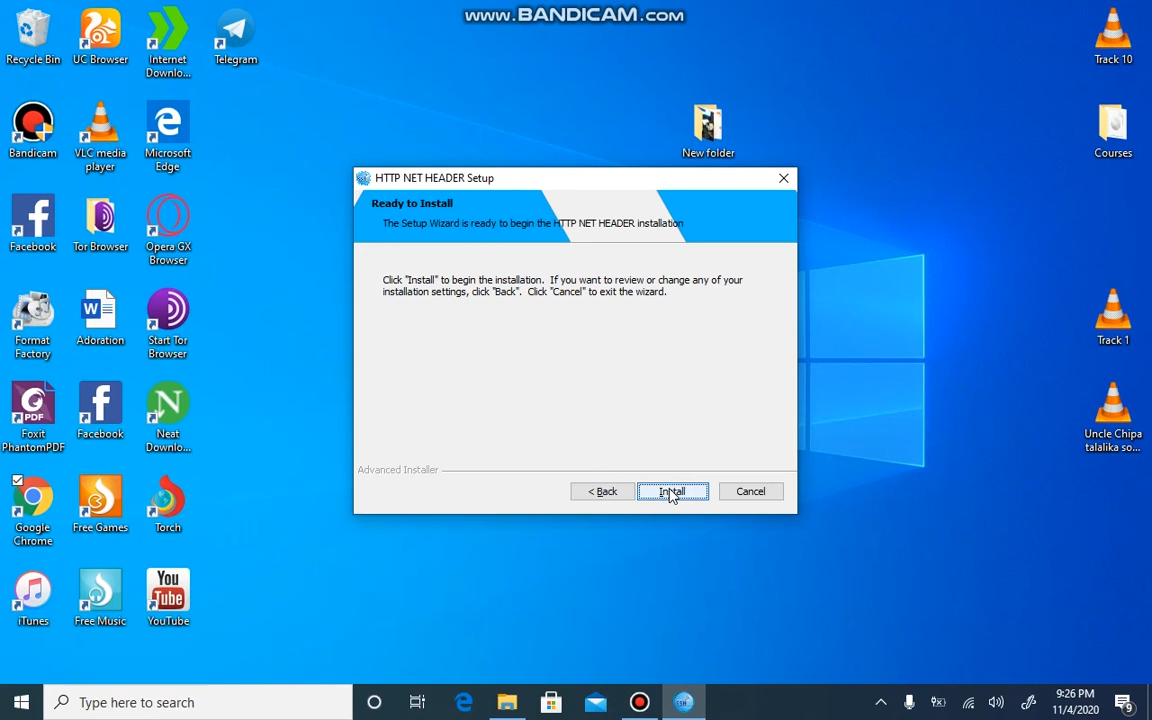 www.BANDICAM.com
Recycle Bin
UC Browser
Internet
Downlo...
Telegram
Track 10
Bandicam
VLC media
player
Microsoft
Edge
New folder
Courses
HTTP NET HEADER Setup
Ready to Install
The Setup Wizard is ready to begin the HTTP NET HEADER installation
Click "Install" to begin the installation. If you want to review or change any of your
installation settings, click "Back". Click "Cancel" to exit the wizard.
Advanced Installer
< Back
Install
Cancel
Facebook
Tor Browser
Opera GX
Browser
Format
Factory
W
Adoration
Start Tor
Browser
Track 1
PDF
Foxit
PhantomPDF
Facebook
N
Neat
Downlo...
Uncle Chipa
talalika so...
Google
Chrome
Free Games
Torch
iTunes
Free Music
You
Tube
YouTube
Type here to search
ESH
9:26 PM
11/4/2020
9